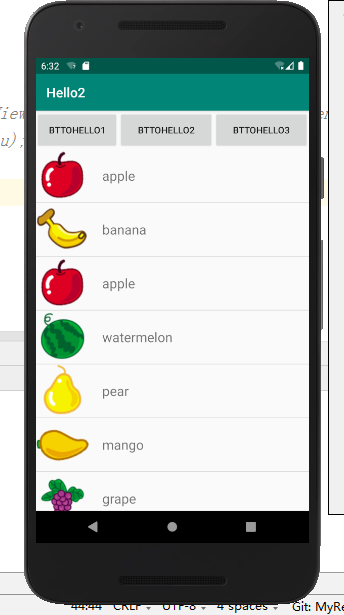 View
u);
6:32
Hello2
BTTOHELLO1 BTTOHELLO2 BTTOHELLO3
apple
banana
apple
watermelon
pear
mango
grape
44:44 CRLF UTF-8 4 spaces Git: MyRe